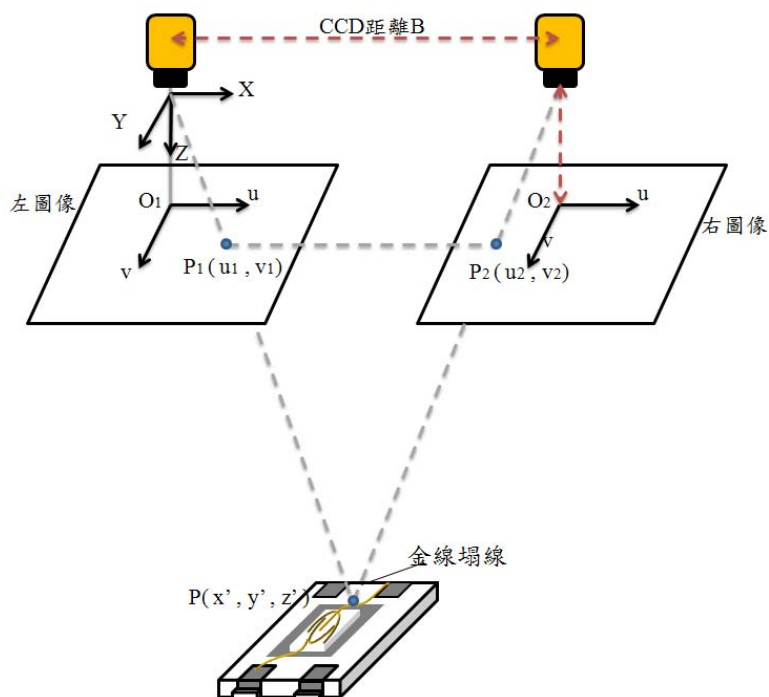 CCD距離B
X
Y
Z
左圖像
O1
u
v
P1(u1,v1)
O2
u
v
P2(u2,v2)
右圖像
金線塌線
P(x',y',z')